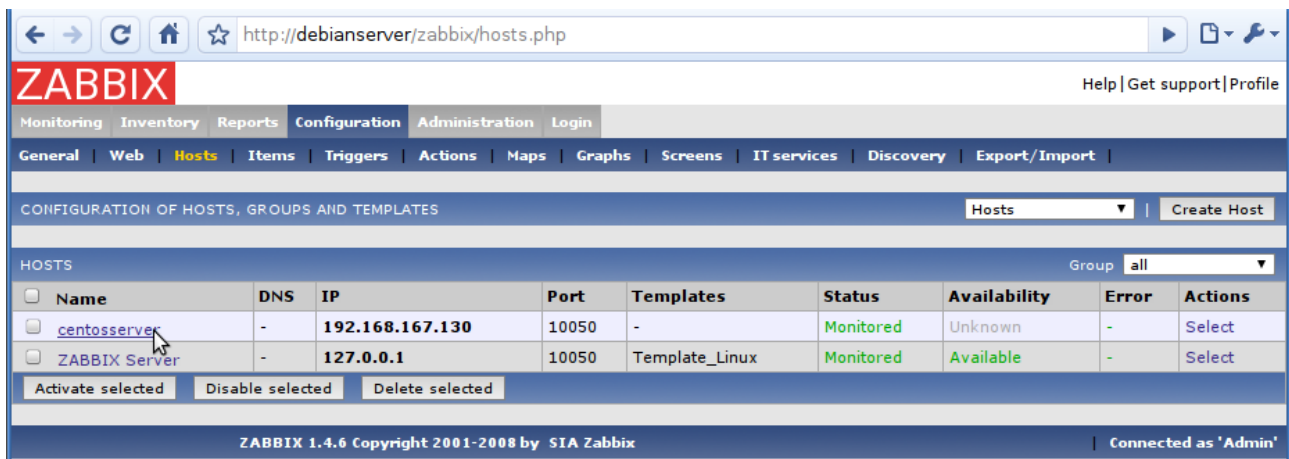 http://debianserver/zabbix/hosts.php
ZABBIX
Help | Get support | Profile
Monitoring Inventory Reports Configuration Administration Login
General | Web | Hosts | Items | Triggers | Actions | Maps | Graphs | Screens | IT services | Discovery | Export/Import |
CONFIGURATION OF HOSTS, GROUPS AND TEMPLATES Hosts | Create Host
HOSTS Group all
Name DNS IP Port Templates Status Availability Error Actions
centosserver - 192.168.167.130 10050 - Monitored Unknown - Select
ZABBIX Server - 127.0.0.1 10050 Template_Linux Monitored Available - Select
Activate selected Disable selected Delete selected
ZABBIX 1.4.6 Copyright 2001-2008 by SIA Zabbix | Connected as 'Admin'